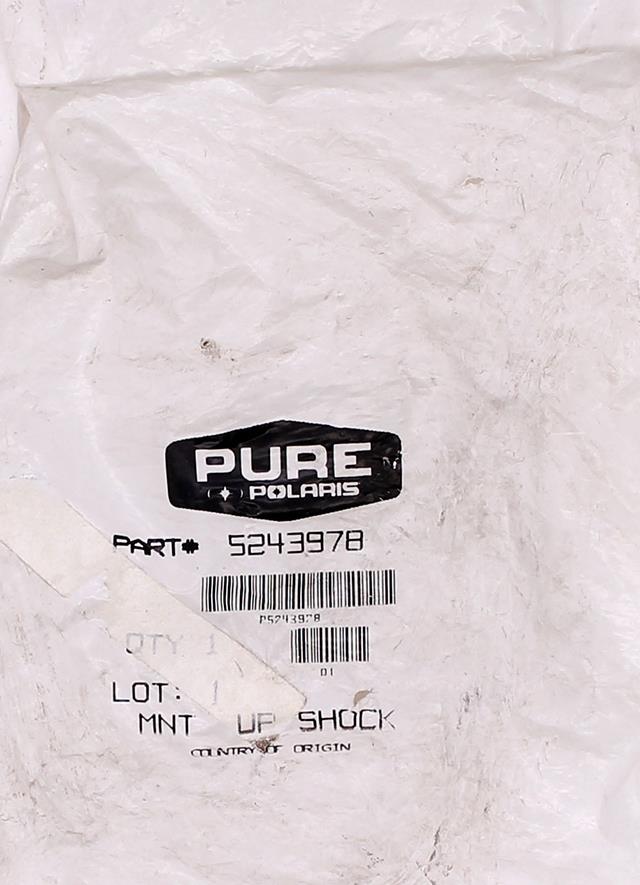 PURE
POLARIS
PART# 5243978
P5243978
QTY 1
01
LOT: 1
MNT UP SHOCK
COUNTRY OF ORIGIN